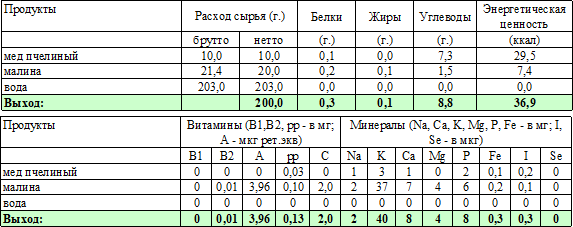 Продукты Расход сырья (г.) Белки Жиры Углеводы Энергетическая ценность
брутто нетто (г.) (г.) (г.) (ккал)
мед пчелиный 10,0 10,0 0,1 0,0 7,3 29,5
малина 21,4 20,0 0,2 0,1 1,5 7,4
вода 203,0 203,0 0,0 0,0 0,0 0,0
Выход: 200,0 0,3 0,1 8,8 36,9
Продукты Витамины (В1,В2, рр - в мг; А - мкг рет.экв) Минералы (Na, Ca, K, Mg, P, Fe - в мг; I, Se - в мкг)
В1 В2 А рр С Na K Ca Mg P Fe I Se
мед пчелиный 0 0 0 0,03 0 1 3 1 0 2 0,1 0,2 0
малина 0 0,01 3,96 0,10 2,0 2 37 7 4 6 0,2 0,1 0
вода 0 0 0 0 0 0 0 0 0 0 0 0 0
Выход: 0 0,01 3,96 0,13 2,0 2 40 8 4 8 0,3 0,3 0